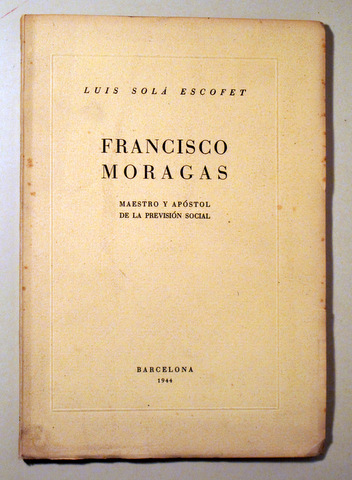 LUIS SOLÁ ESCOFET
FRANCISCO
MORAGAS
MAESTRO Y APÓSTOL
DE LA PREVISIÓN SOCIAL
BARCELONA
1944